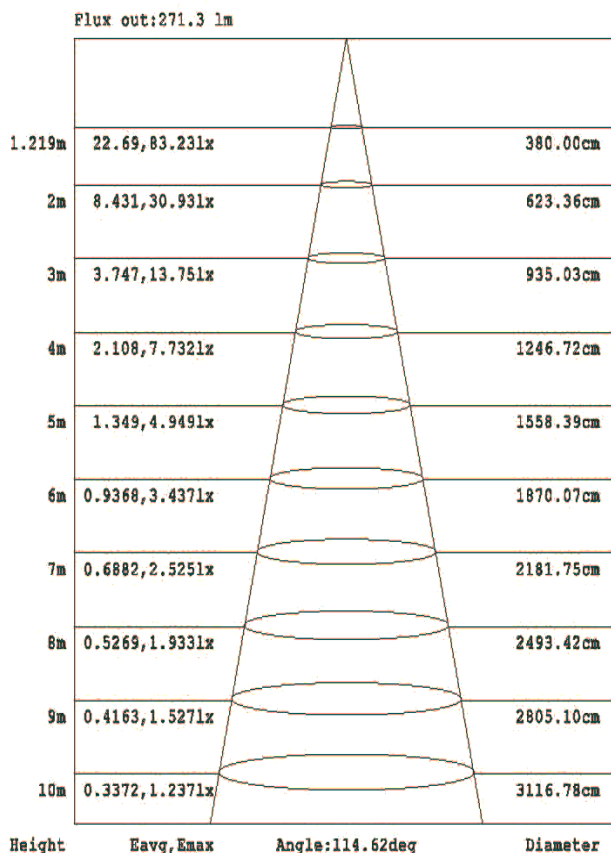 Flux out:271.3 lm
1.219m 22.69,83.23lx 380.00cm
2m 8.431,30.93lx 623.36cm
3m 3.747,13.75lx 935.03cm
4m 2.108,7.732lx 1246.72cm
5m 1.349,4.949lx 1558.39cm
6m 0.9368,3.437lx 1870.07cm
7m 0.6882,2.525lx 2181.75cm
8m 0.5269,1.933lx 2493.42cm
9m 0.4163,1.527lx 2805.10cm
10m 0.3372,1.237lx 3116.78cm
Height Eavg,Emax Angle:114.62deg Diameter